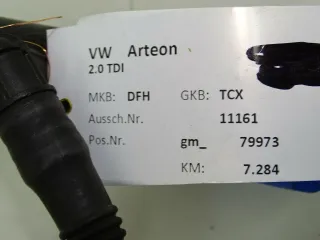 VW Arteon
2.0 TDI
MKB: DFH GKB: TCX
Aussch.Nr. 11161
Pos.Nr. gm_ 79973
KM: 7.284